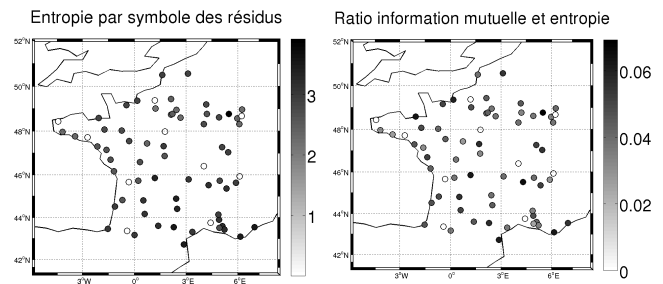 Entropie par symbole des résidus
52°N
50°N
48°N
46°N
44°N
42°N
3°W
0°
3°E
6°E
3
2
1
Ratio information mutuelle et entropie
52°N
50°N
48°N
46°N
44°N
42°N
3°W
0°
3°E
6°E
0.06
0.04
0.02
0